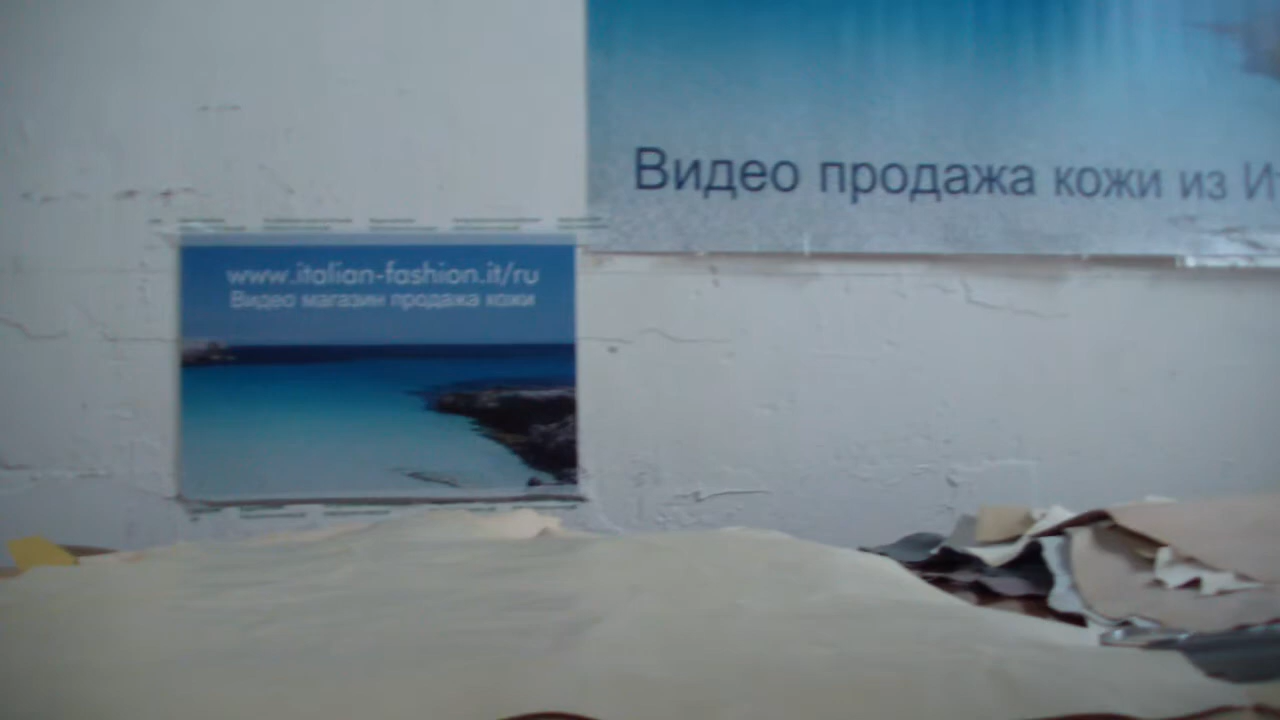 Видео продажа кожи из И
www.italian-fashion.it/ru
Видео магазин продажа кожи